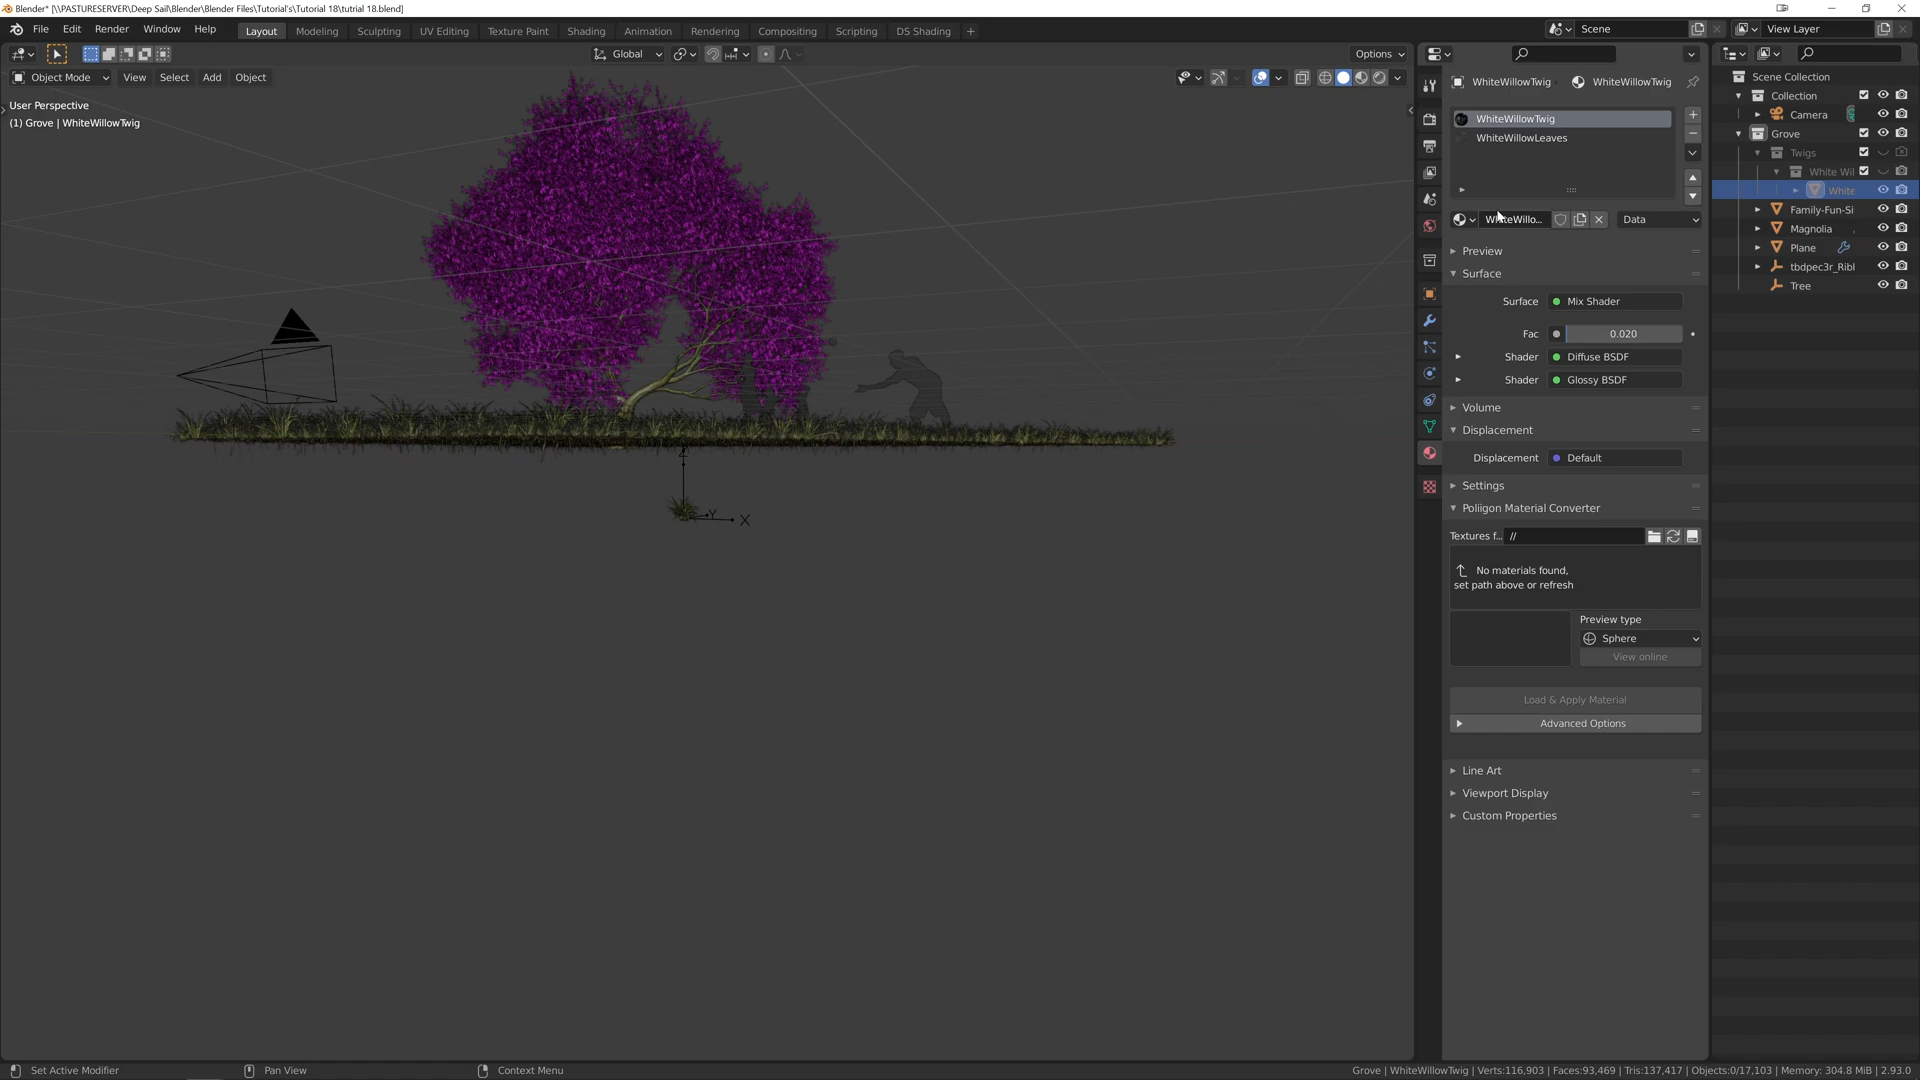 Blender* [\\PASTURESERVER\Deep Sail\Blender\Blender Files\Tutorial's\Tutorial 18\tutrial 18.blend]
File Edit Render Window Help Layout Modeling Sculpting UV Editing Texture Paint Shading Animation Rendering Compositing Scripting DS Shading + Scene View Layer
Global Options
Object Mode View Select Add Object
User Perspective
(1) Grove | WhiteWillowTwig
X
Y
Z
WhiteWillowTwig WhiteWillowTwig
WhiteWillowTwig
WhiteWillowLeaves
WhiteWillo... Data
Preview
Surface
Surface Mix Shader
Fac 0.020
Shader Diffuse BSDF
Shader Glossy BSDF
Volume
Displacement
Displacement Default
Settings
Poliigon Material Converter
Textures f.. //
No materials found,
set path above or refresh
Preview type
Sphere
View online
Load & Apply Material
Advanced Options
Line Art
Viewport Display
Custom Properties
Scene Collection
Collection
Camera
Grove
Twigs
White Wil
White
Family-Fun-Si
Magnolia
Plane
tbdpec3r_Ribl
Tree
Set Active Modifier Pan View Context Menu Grove | WhiteWillowTwig | Verts:116,903 | Faces:93,469 | Tris:137,417 | Objects:0/17,103 | Memory: 304.8 MiB | 2.93.0